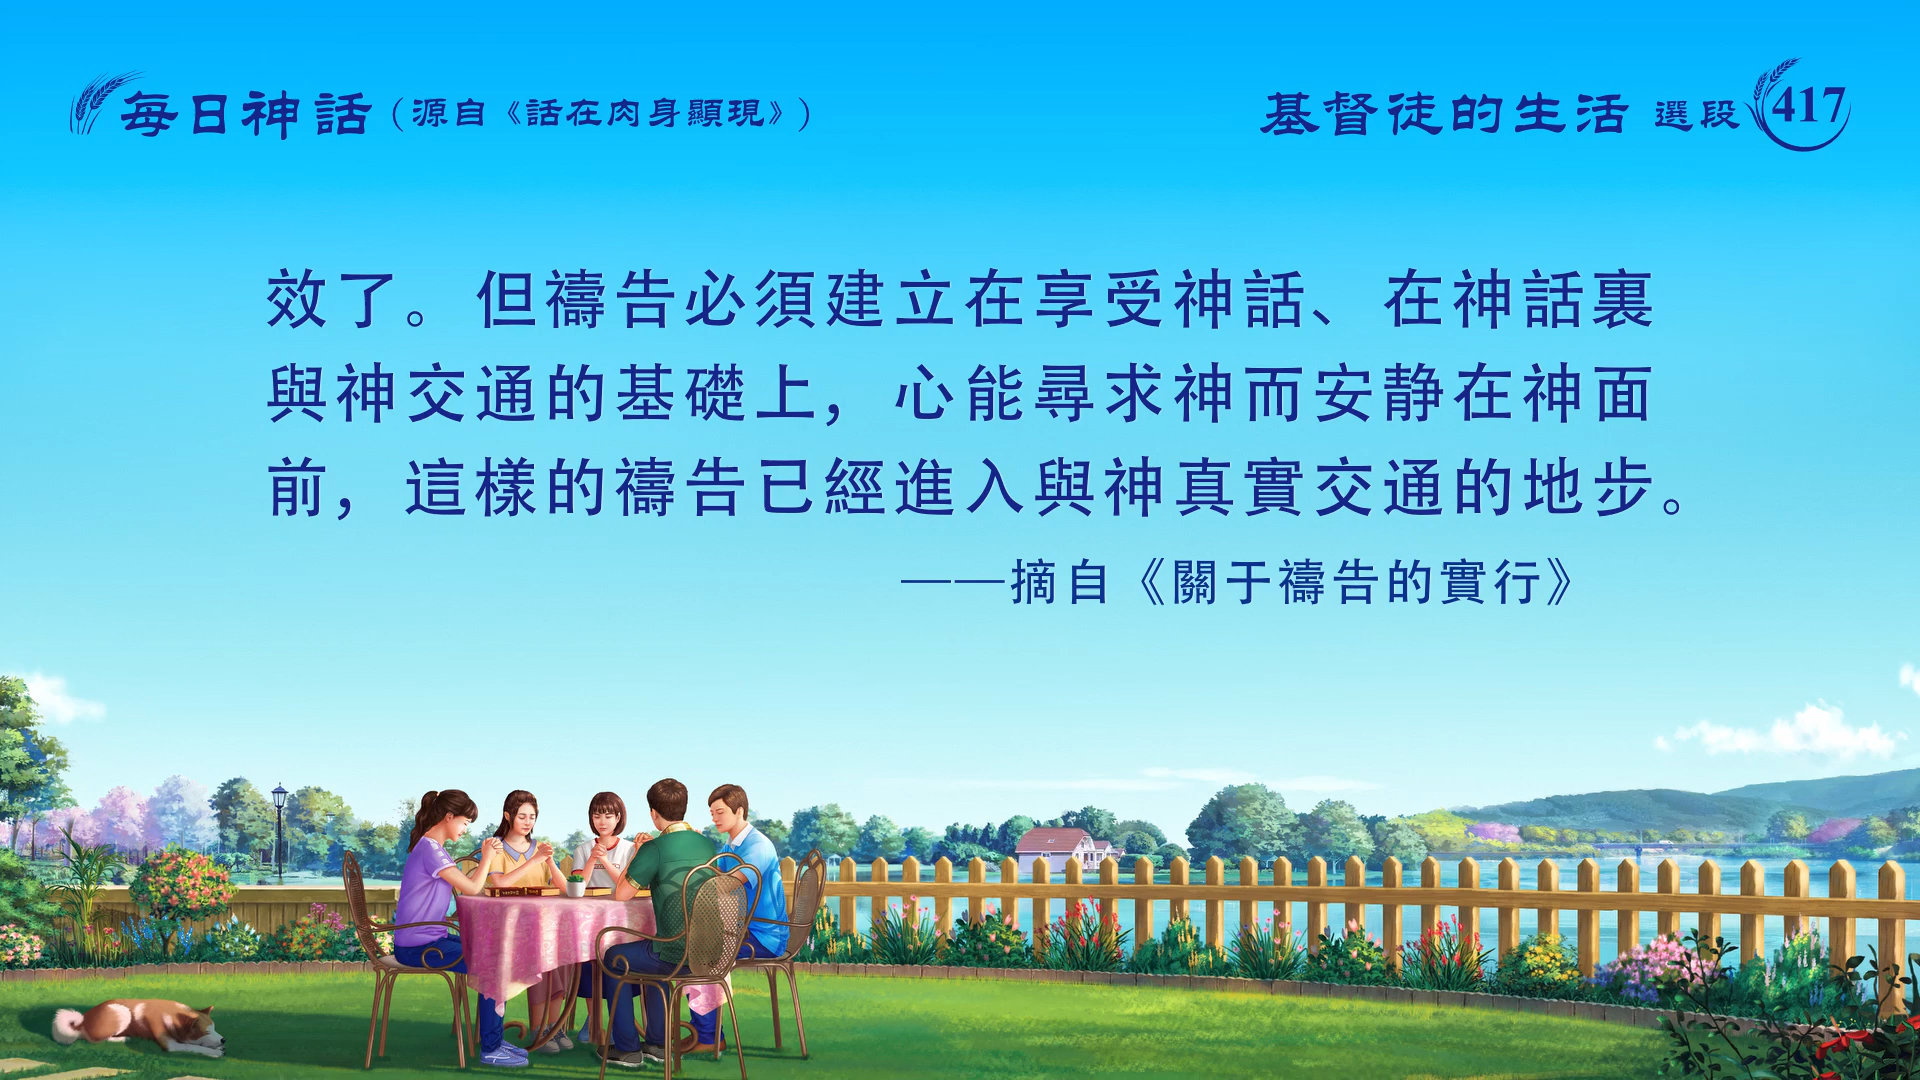 每日神話（源自《話在肉身顯現》）
基督徒的生活 選段 417
效了。但禱告必須建立在享受神話、在神話裏
與神交通的基礎上，心能尋求神而安静在神面
前，這樣的禱告已經進入與神真實交通的地步。
——摘自《關于禱告的實行》